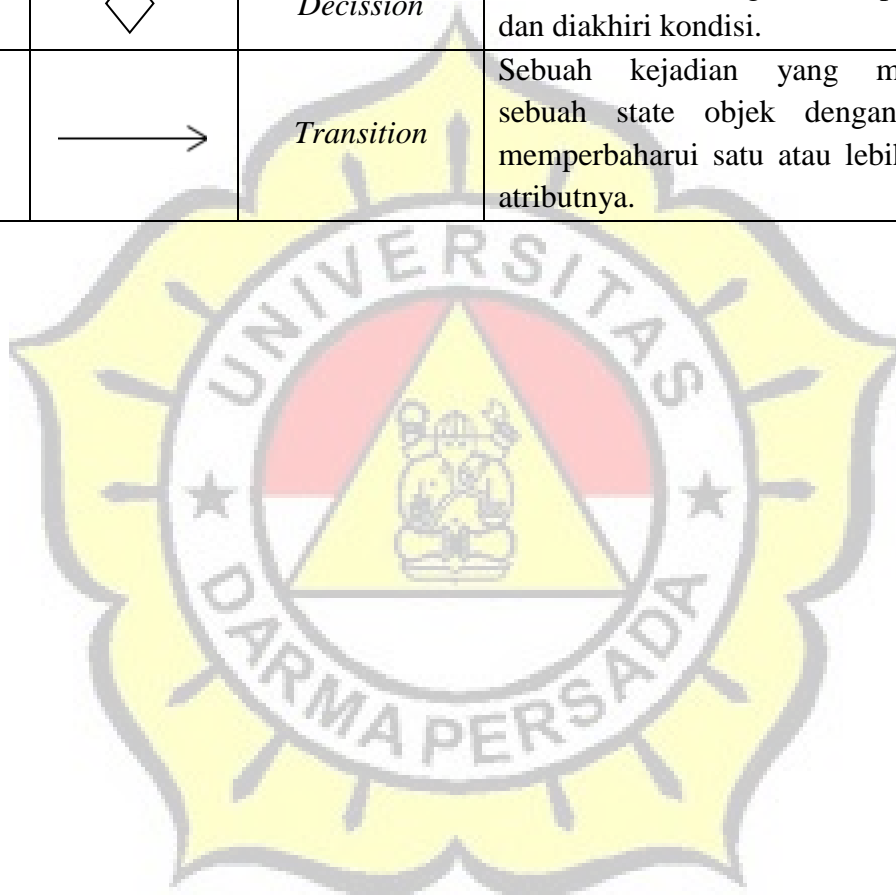 Decission
dan diakhiri kondisi.
Transition
Sebuah kejadian yang
sebuah state objek dengan
memperbaharui satu atau
atributnya.
UNIVERSITAS
DARMA PERSADA